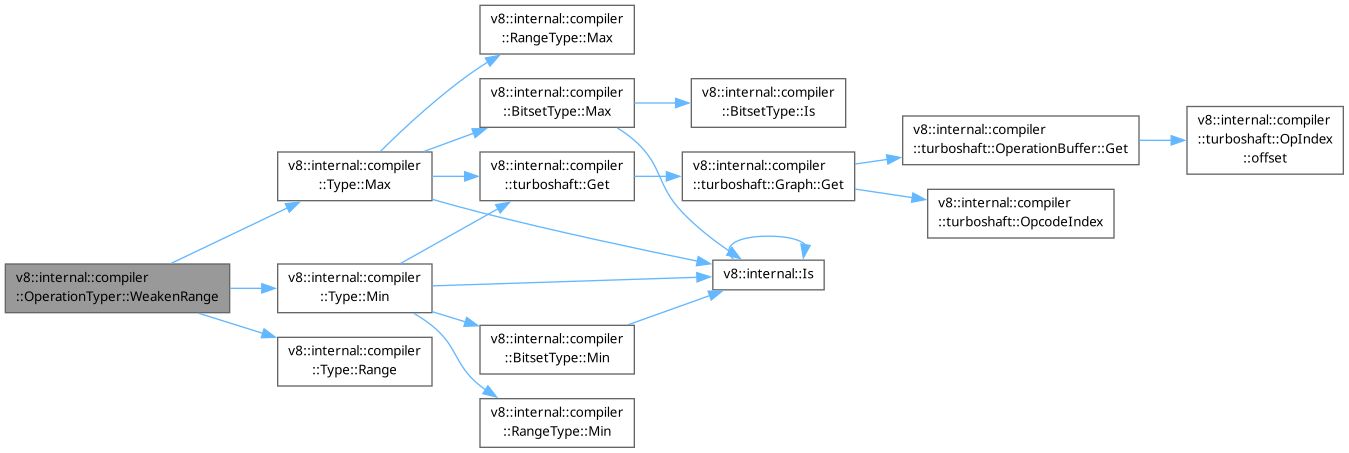 v8::internal::compiler
::OperationTyper::WeakenRange
v8::internal::compiler
::Type::Max
v8::internal::compiler
::RangeType::Max
v8::internal::compiler
::BitsetType::Max
v8::internal::compiler
::BitsetType::Is
v8::internal::compiler
::turboshaft::Get
v8::internal::compiler
::turboshaft::Graph::Get
v8::internal::compiler
::turboshaft::OperationBuffer::Get
v8::internal::compiler
::turboshaft::OpIndex
::offset
v8::internal::compiler
::turboshaft::OpcodeIndex
v8::internal::Is
v8::internal::compiler
::Type::Min
v8::internal::compiler
::BitsetType::Min
v8::internal::compiler
::RangeType::Min
v8::internal::compiler
::Type::Range